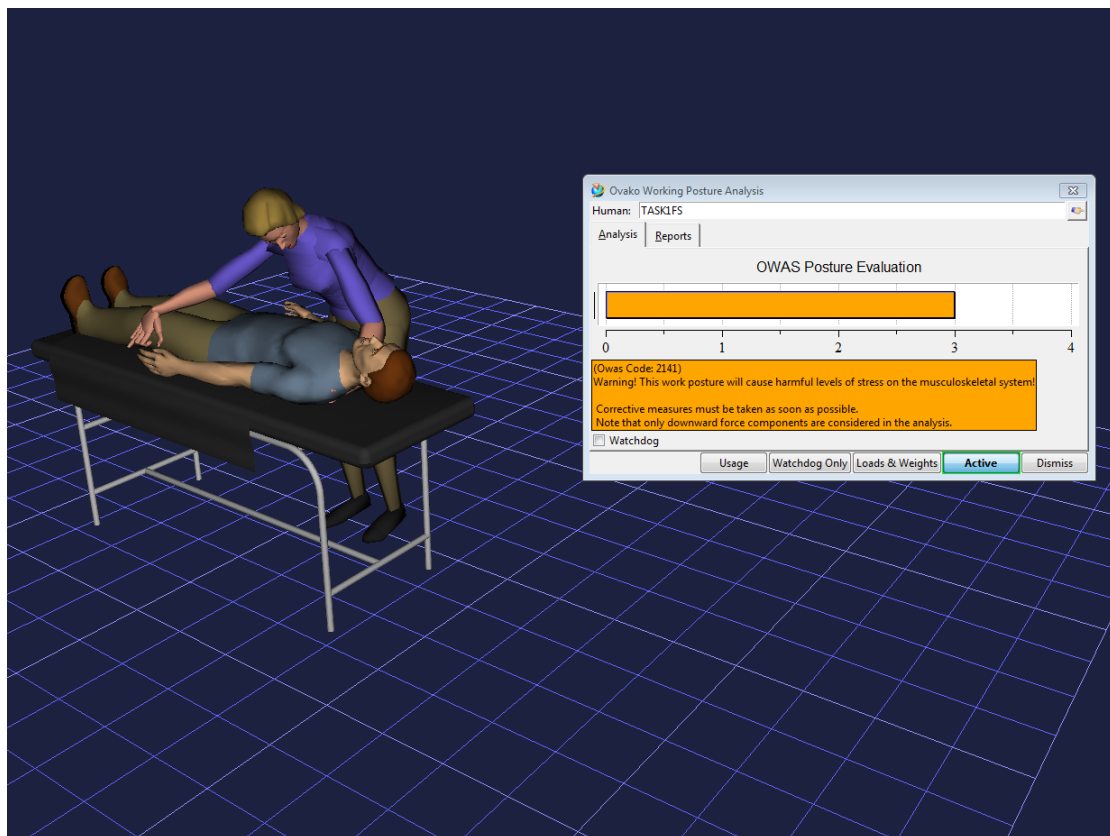 Ovako Working Posture Analysis
Human: TASK1FS
Analysis Reports
OWAS Posture Evaluation
0 1 2 3 4
(Owas Code: 2141)
Warning! This work posture will cause harmful levels of stress on the musculoskeletal system!
Corrective measures must be taken as soon as possible.
Note that only downward force components are considered in the analysis.
Watchdog
Usage Watchdog Only Loads & Weights Active Dismiss